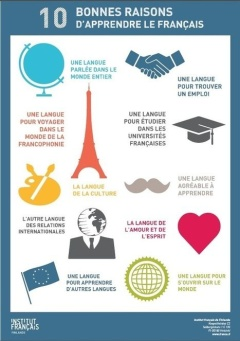 10 BONNES RAISONS
D'APPRENDRE LE FRANÇAIS
UNE LANGUE
PARLÉE DANS LE
MONDE ENTIER
UNE LANGUE
POUR TROUVER
UN EMPLOI
UNE LANGUE
POUR VOYAGER
DANS LE
MONDE DE LA
FRANCOPHONIE
UNE LANGUE
POUR ÉTUDIER
DANS LES
UNIVERSITÉS
FRANÇAISES
LA LANGUE
DE LA CULTURE
UNE LANGUE
AGRÉABLE À
APPRENDRE
L'AUTRE LANGUE
DES RELATIONS
INTERNATIONALES
LA LANGUE DE
L'AMOUR ET DE
L'ESPRIT
UNE LANGUE
POUR APPRENDRE
D'AUTRES LANGUES
UNE LANGUE POUR
S'OUVRIR SUR LE
MONDE
INSTITUT
FRANÇAIS